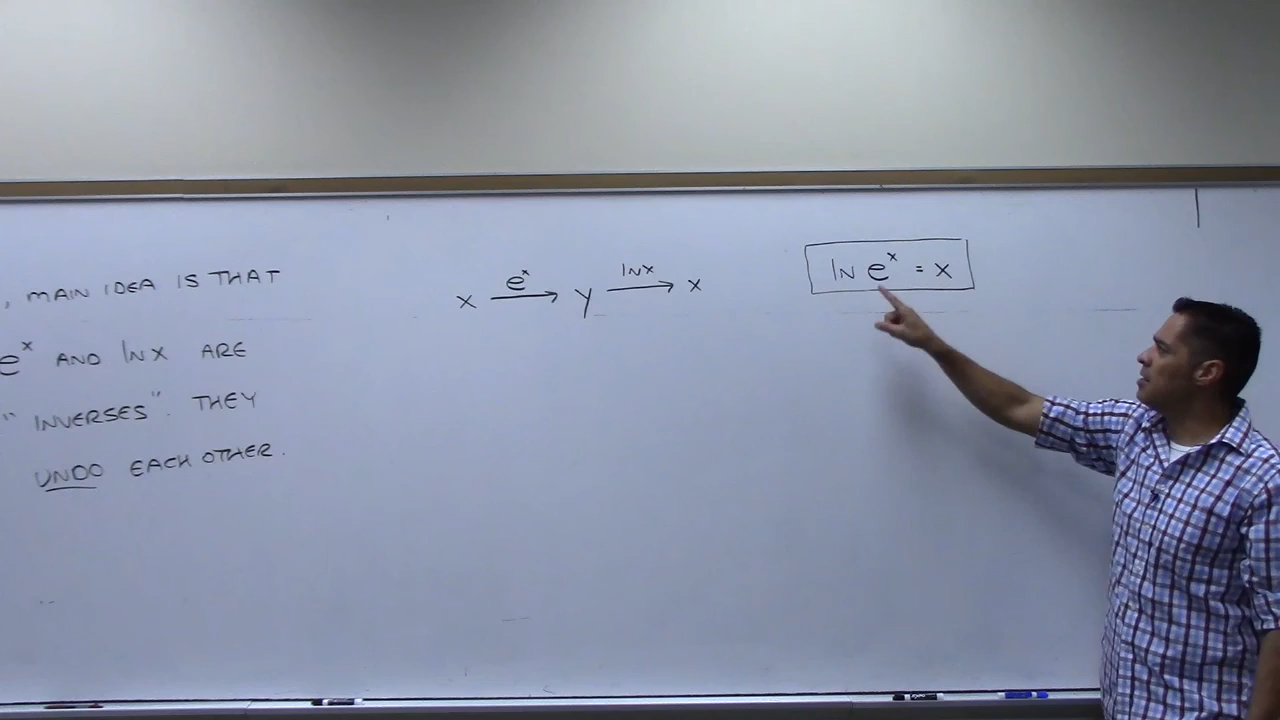 , MAIN IDEA IS THAT
e^x AND ln x ARE
" INVERSES". THEY
UNDO EACH OTHER.
e^x ln x
x → y → x
ln e^x = x